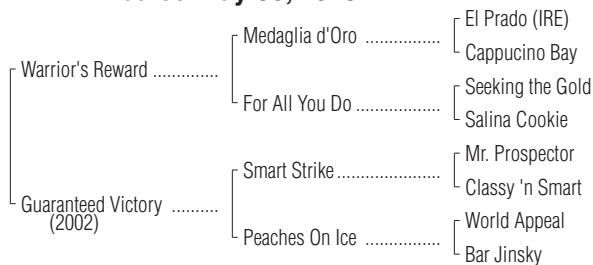 El Prado (IRE)
Medaglia d'Oro ................
Cappucino Bay
Warrior's Reward .............
Seeking the Gold
For All You Do ..................
Salina Cookie
Mr. Prospector
Smart Strike .....................
Classy 'n Smart
Guaranteed Victory .........
(2002)
World Appeal
Peaches On Ice ................
Bar Jinsky